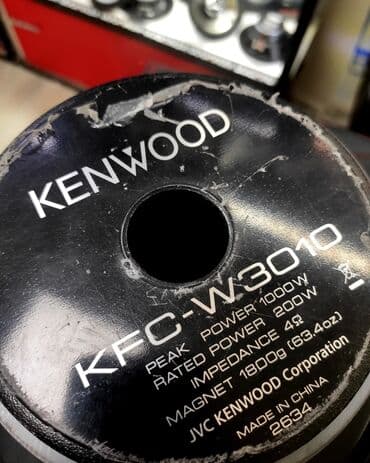 KENWOOD
KFC-W3010
PEAK POWER 1000W
RATED POWER 200W
IMPEDANCE 4Ω
MAGNET 1800g (63.4oz)
JVC KENWOOD Corporation
MADE IN CHINA
2634